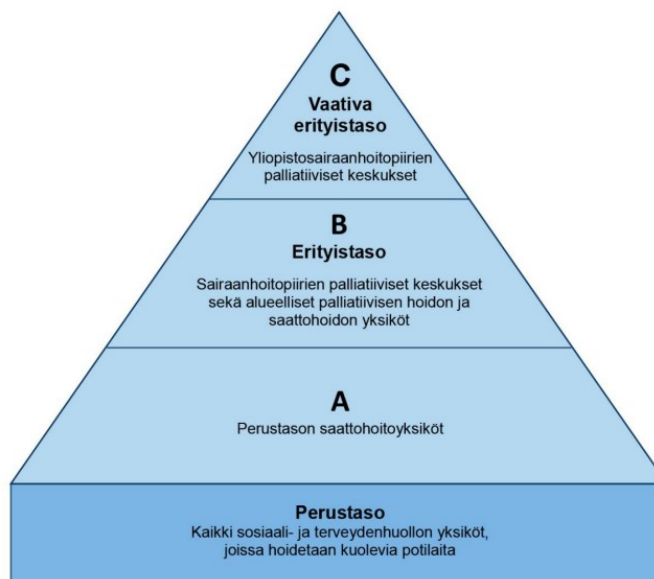 C
Vaativa
erityistaso
Yliopistosairaanhoitopiirien
palliatiiviset keskukset
B
Erityistaso
Sairaanhoitopiirien palliatiiviset keskukset
sekä alueelliset palliatiivisen hoidon ja
saattohoidon yksiköt
A
Perustason saattohoitoyksiköt
Perustaso
Kaikki sosiaali- ja terveydenhuollon yksiköt,
joissa hoidetaan kuolevia potilaita